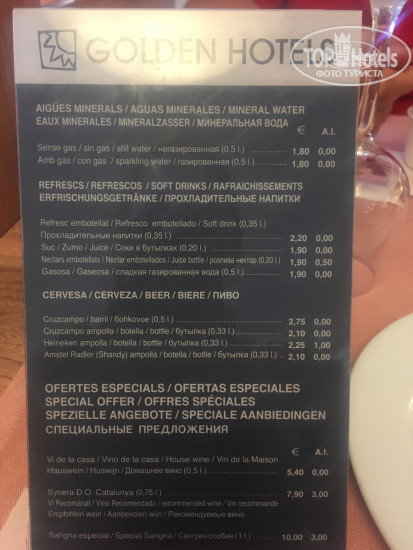 GOLDEN HOTELS
TopHotels
ФОТО ТУРИСТА
AIGÜES MINERALS / AGUAS MINERALES / MINERAL WATER
EAUX MINERALES / MINERALZASSER / МИНЕРАЛЬНАЯ ВОДА
€ A.I.
Sense gas / sin gas / still water / негазированная (0,5 l.) 1,80 0,00
Amb gas / con gas / sparkling water / газированная (0,5 l.) 1,80 0,00
REFRESCS / REFRESCOS / SOFT DRINKS / RAFRAICHISSEMENTS
ERFRISCHUNGSGETRÄNKE / ПРОХЛАДИТЕЛЬНЫЕ НАПИТКИ
Refresc embotellat / Refresco embotellado / Soft drink (0,35 l.)
Прохладительные напитки (0,35 l.) 2,20 0,00
Suc / Zumo / Juice / Соки в бутылках (0,20 l.) 1,90 0,00
Nectars embotellats / Nectar embotellados / Juice bottle / розлива нектар (0,20 l.) 1,90 0,50
Gasosa / Gaseosa / сладкая газированная вода (0,5 l.) 1,90 0,00
CERVESA / CERVEZA / BEER / BIERE / ПИВО
Cruzcampo / barril / бочковое (0,5 l.) 2,75 0,00
Cruzcampo ampolla / botella / bottle / бутылка (0,33 l.) 2,10 0,00
Heineken ampolla / botella / bottle / бутылка (0,33 l.) 2,25 1,00
Amstel Radler (Shandy) ampolla / botella / bottle / бутылка (0,33 l.) 2,10 0,00
OFERTES ESPECIALS / OFERTAS ESPECIALES
SPECIAL OFFER / OFFRES SPÉCIALES
SPEZIELLE ANGEBOTE / SPECIALE AANBIEDINGEN
СПЕЦИАЛЬНЫЕ ПРЕДЛОЖЕНИЯ
€ A.I.
Vi de la casa / Vino de la casa / House wine / Vin de la Maison
Hauswein / Huswijn / Домашнее вино (0,5 l.) 5,40 0,00
Synera D.O. Catalunya (0,75 l.) 7,90 3,00
Vi Recomanat / Vino Recomendado / recommended wine / Vin recommandé
Empfohlen wein / Aanbevolen wijn / Рекомендуемые вино
Sangria especial / Special Sangria / Сангрия особая (1 l.) 10,00 3,00